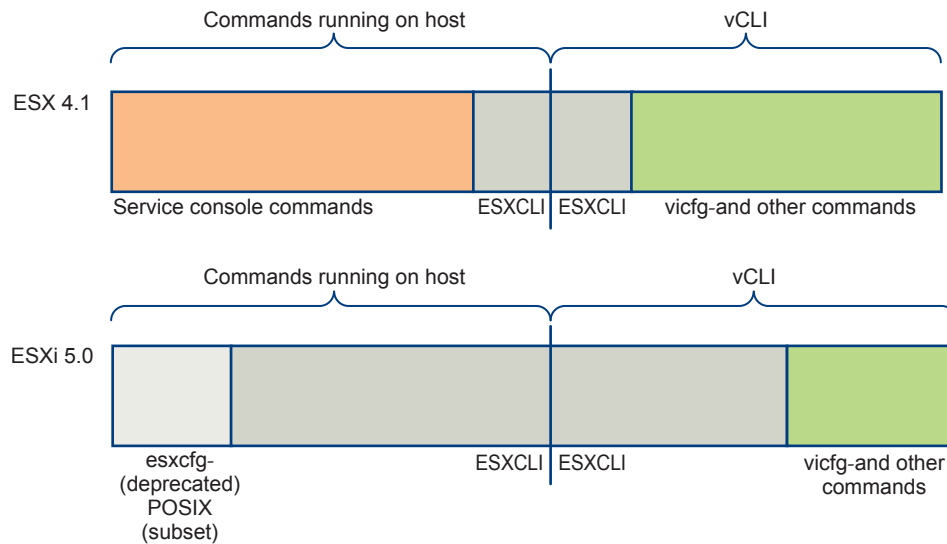 Commands running on host
vCLI
ESX 4.1
Service console commands
ESXCLI
ESXCLI
vicfg-and other commands
Commands running on host
vCLI
ESXi 5.0
esxcfg-
(deprecated)
POSIX
(subset)
ESXCLI
ESXCLI
vicfg-and other
commands